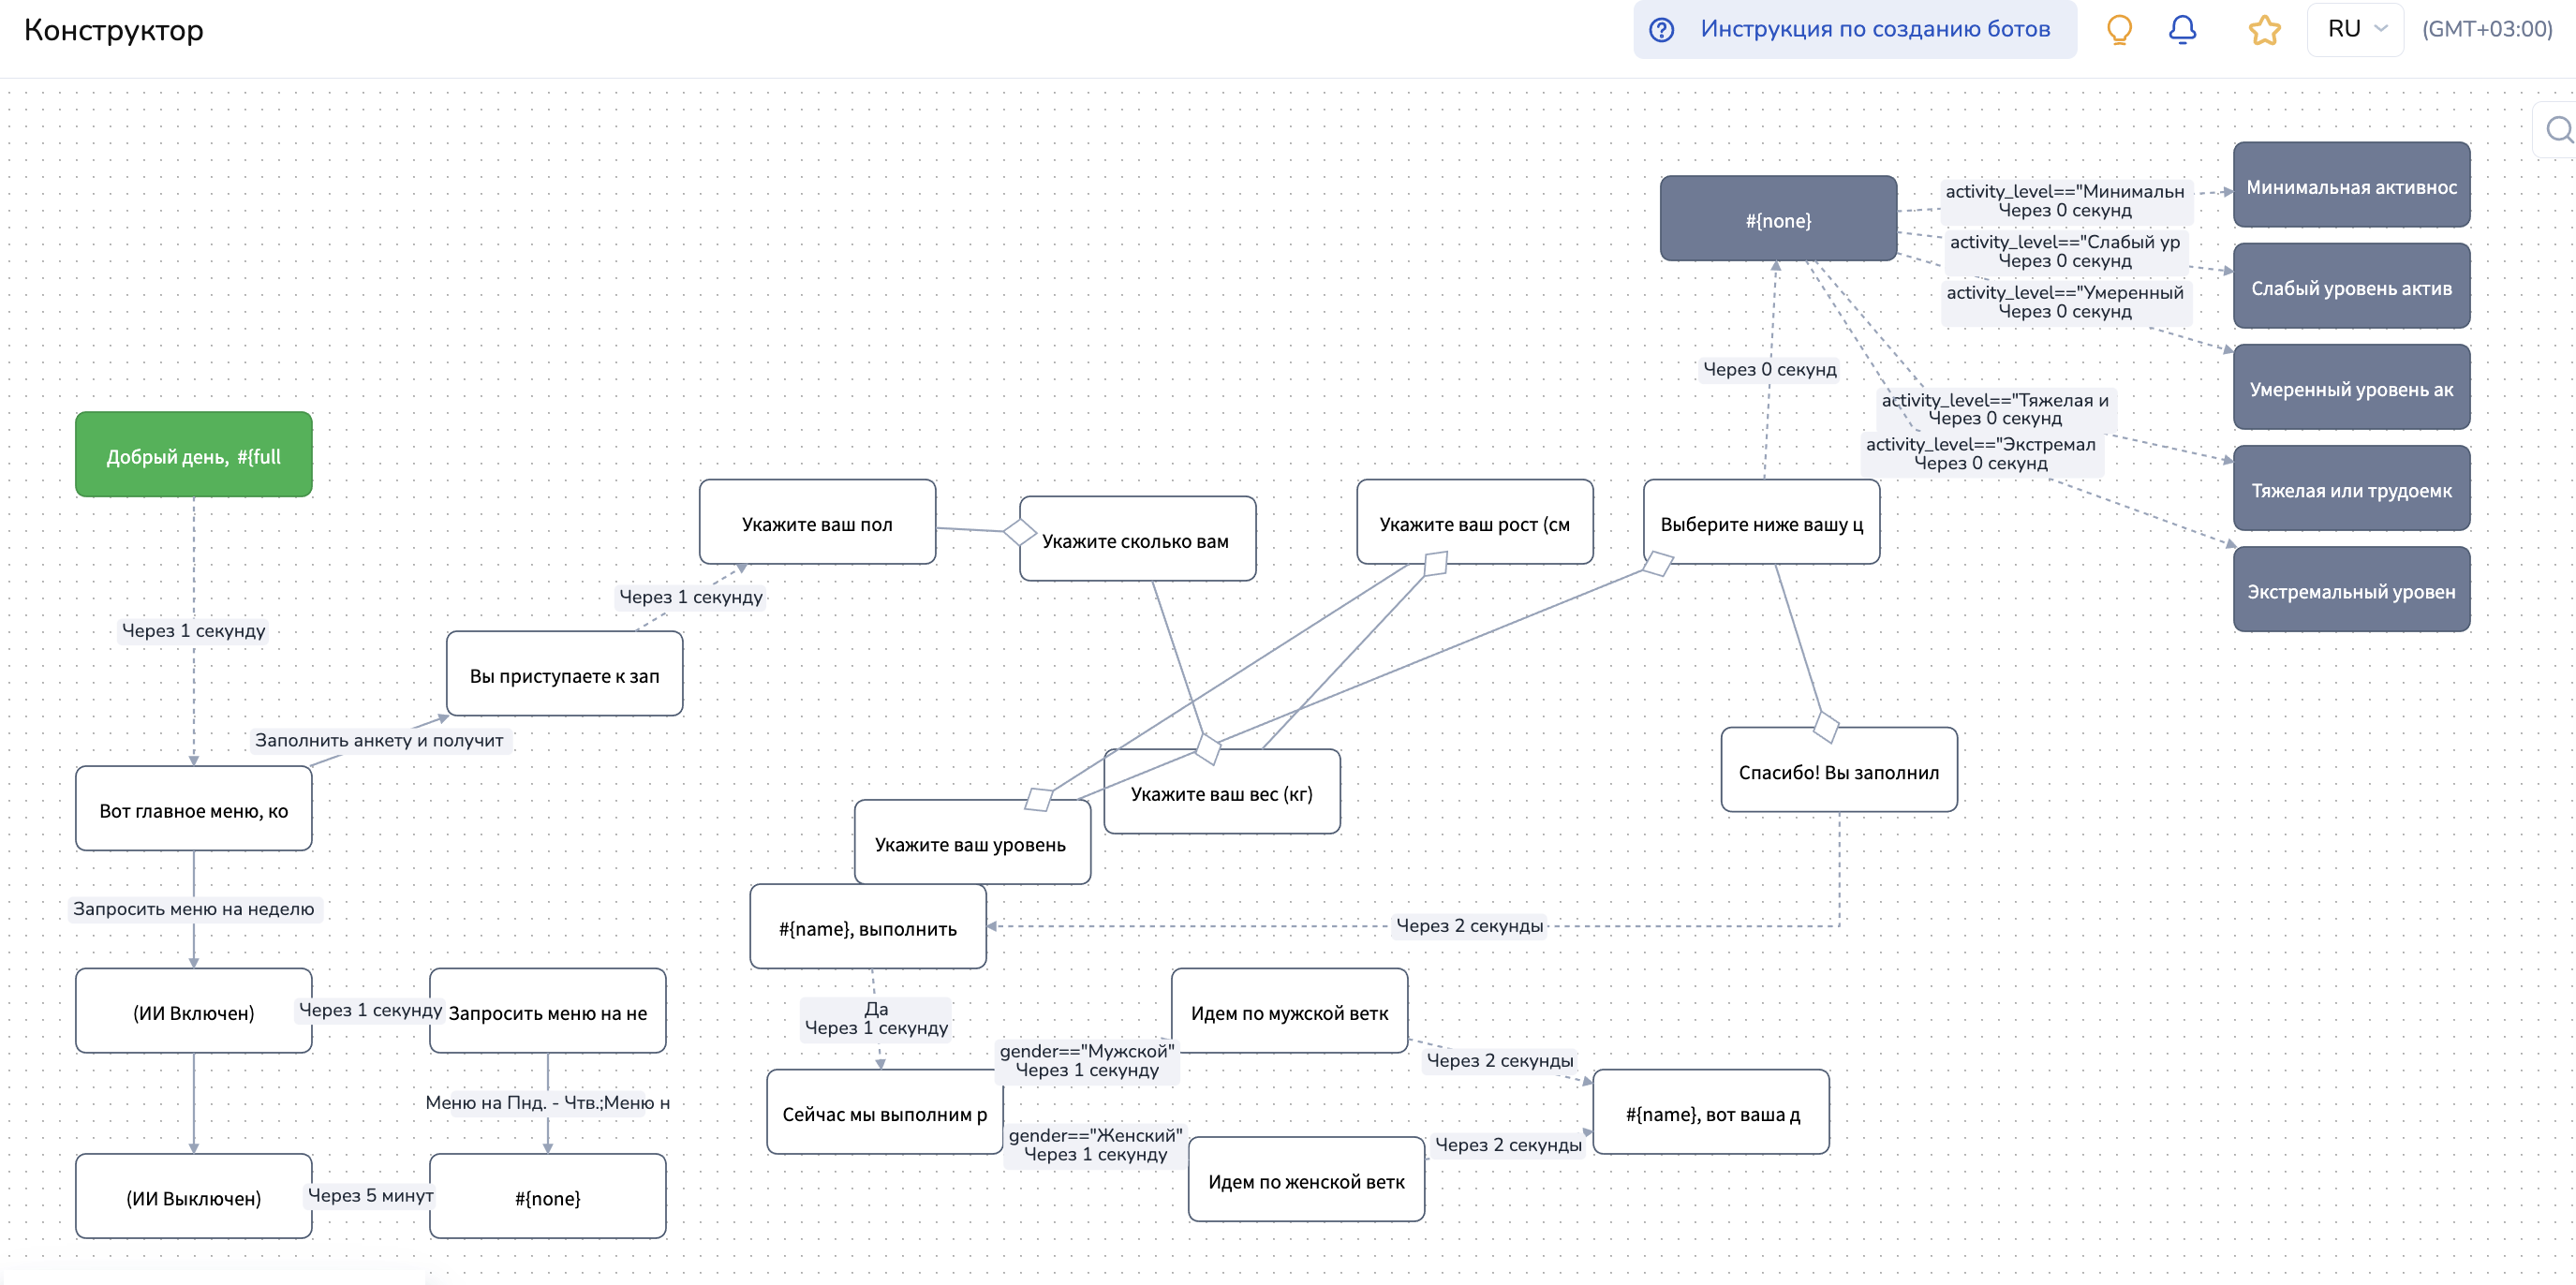 Конструктор
Инструкция по созданию ботов
RU
(GMT+03:00)
Минимальная активнос
activity_level=="Минимальн
Через 0 секунд
#{none}
activity_level=="Слабый ур
Через 0 секунд
Слабый уровень актив
activity_level=="Умеренный
Через 0 секунд
Через 0 секунд
Умеренный уровень ак
activity_level=="Тяжелая и
Через 0 секунд
activity_level=="Экстремал
Через 0 секунд
Добрый день, #{full
Тяжелая или трудоемк
Укажите ваш пол
Укажите сколько вам
Укажите ваш рост (см
Выберите ниже вашу ц
Экстремальный уровен
Через 1 секунду
Через 1 секунду
Вы приступаете к зап
Заполнить анкету и получит
Вот главное меню, ко
Укажите ваш вес (кг)
Спасибо! Вы заполнил
Укажите ваш уровень
Запросить меню на неделю
#{name}, выполнить
Через 2 секунды
(ИИ Включен)
Через 1 секунду
Запросить меню на не
Да
Через 1 секунду
Идем по мужской ветк
gender=="Мужской"
Через 1 секунду
Через 2 секунды
Меню на Пнд. - Чтв.;Меню н
Сейчас мы выполним р
#{name}, вот ваша д
gender=="Женский"
Через 1 секунду
Через 2 секунды
Идем по женской ветк
(ИИ Выключен)
Через 5 минут
#{none}